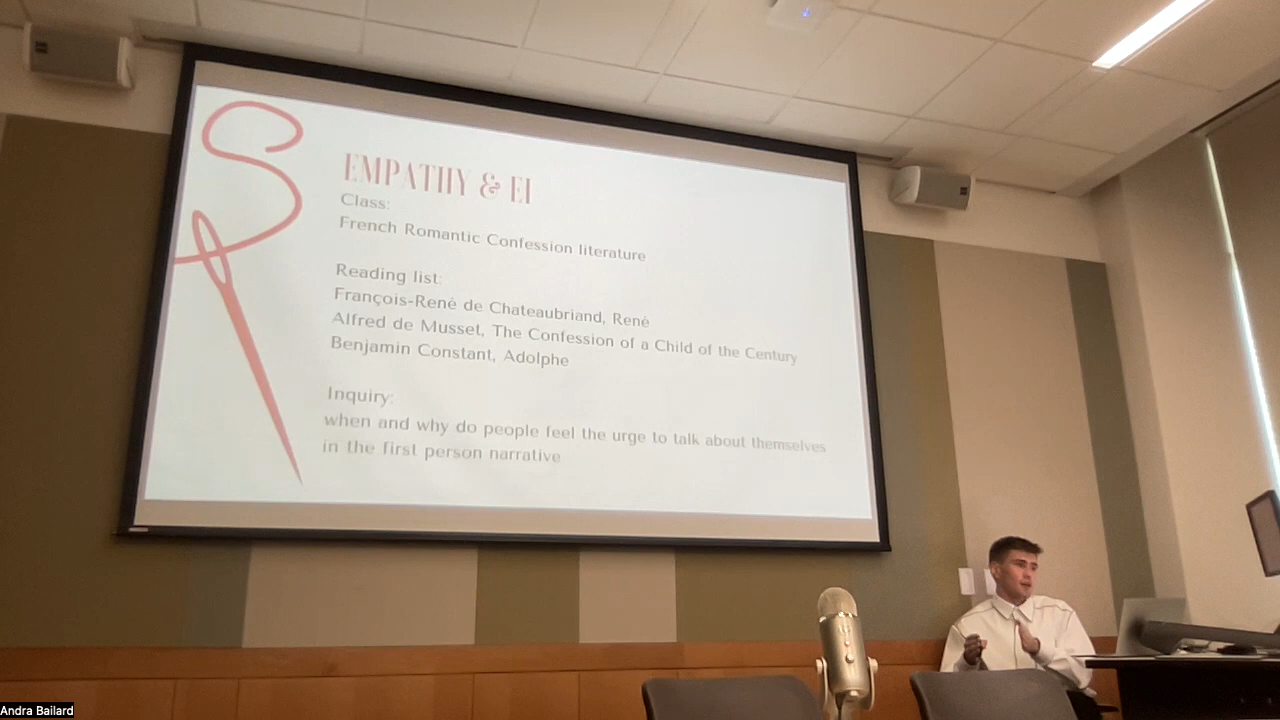 EMPATHY & EI
Class:
French Romantic Confession literature
Reading list:
François-René de Chateaubriand, René
Alfred de Musset, The Confession of a Child of the Century
Benjamin Constant, Adolphe
Inquiry:
when and why do people feel the urge to talk about themselves
in the first person narrative
Andra Bailard